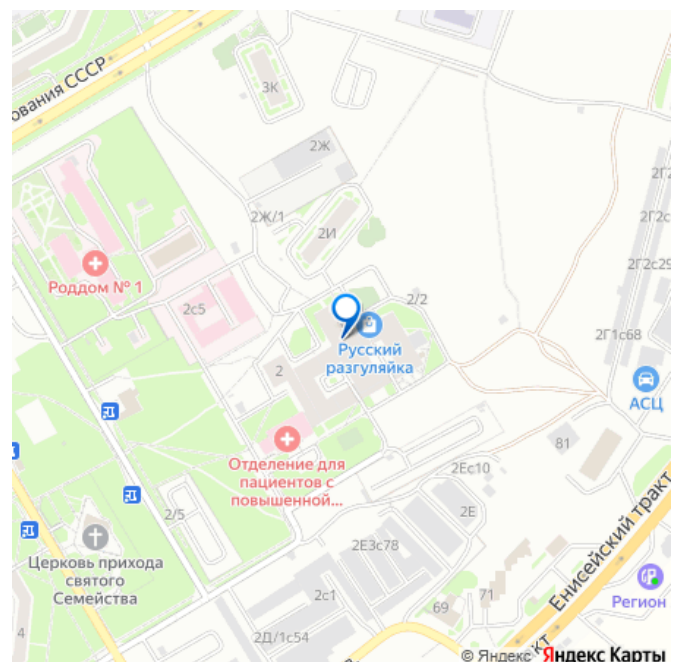 ования СССР
3К
2Ж
2Г2
2Ж/1
2Г2с
2И
Роддом № 1
2Г2с29
2с5
2/2
Русский
разгуляйка
2Г1с68
2
АСЦ
Отделение для
пациентов с
повышенной...
81
2Ес10
2/5
2Е
Енисейский тракт
Церковь прихода
святого
Семейства
2Е3с78
2с1
71
Регион
69
4
2Д/1с54
кт
© Яндекс Яндекс Карты